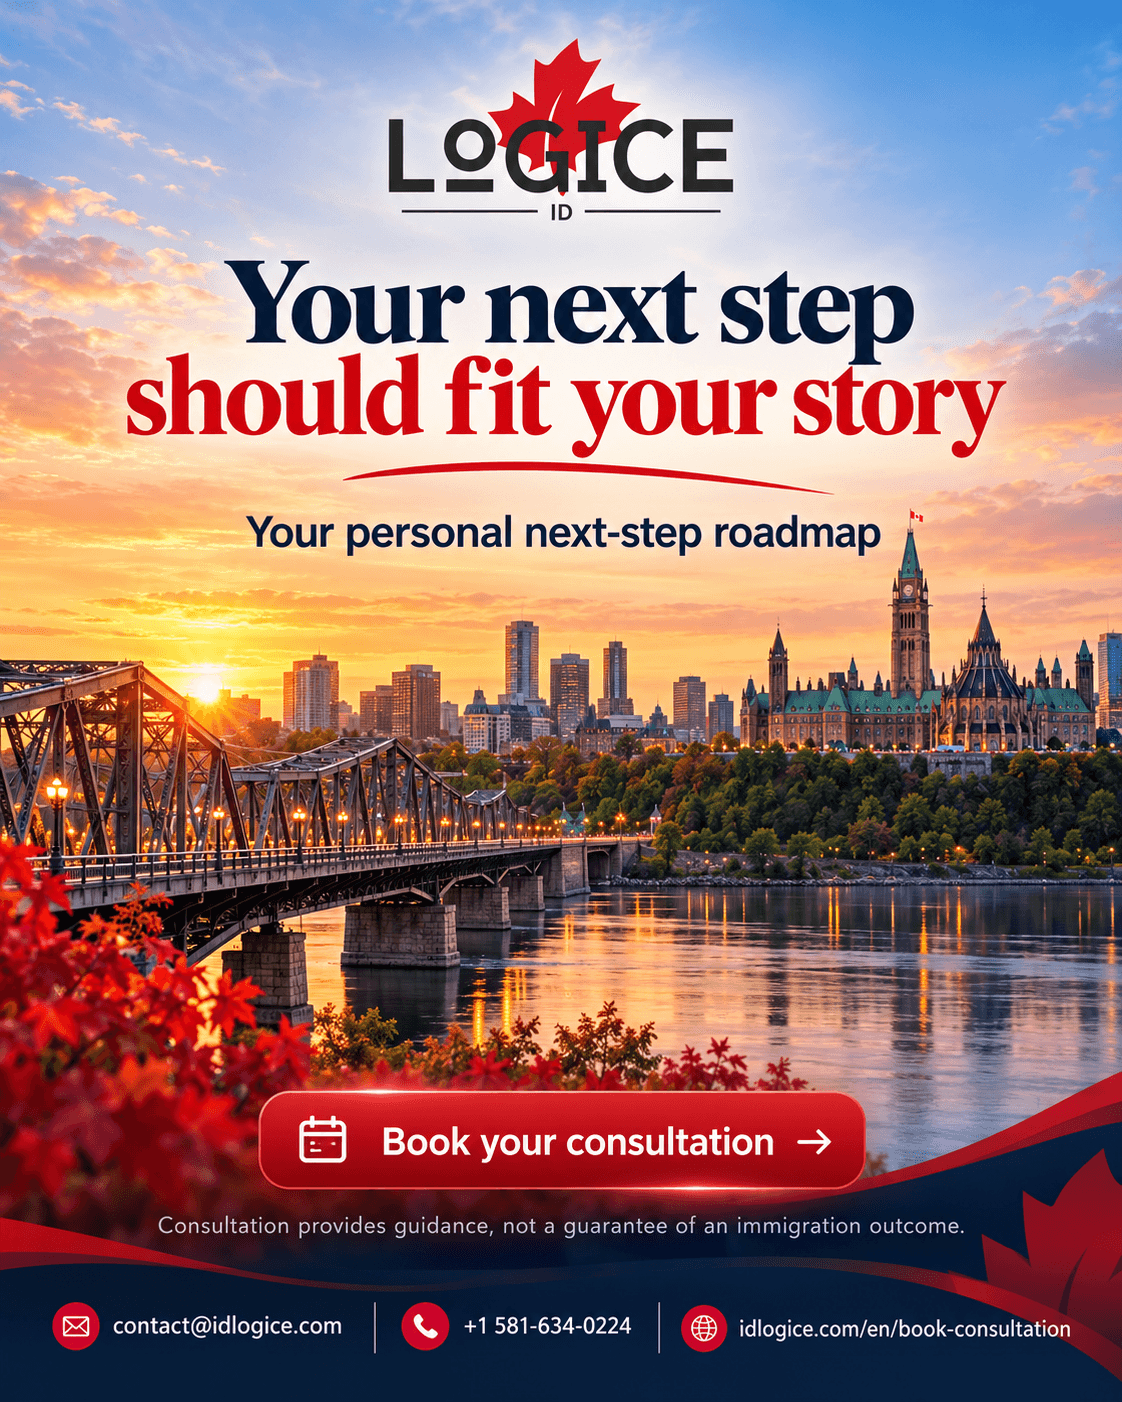 LOGICE
ID
Your next step
should fit your story
Your personal next-step roadmap
Book your consultation
Consultation provides guidance, not a guarantee of an immigration outcome.
contact@idlogice.com
+1 581-634-0224
idlogice.com/en/book-consultation